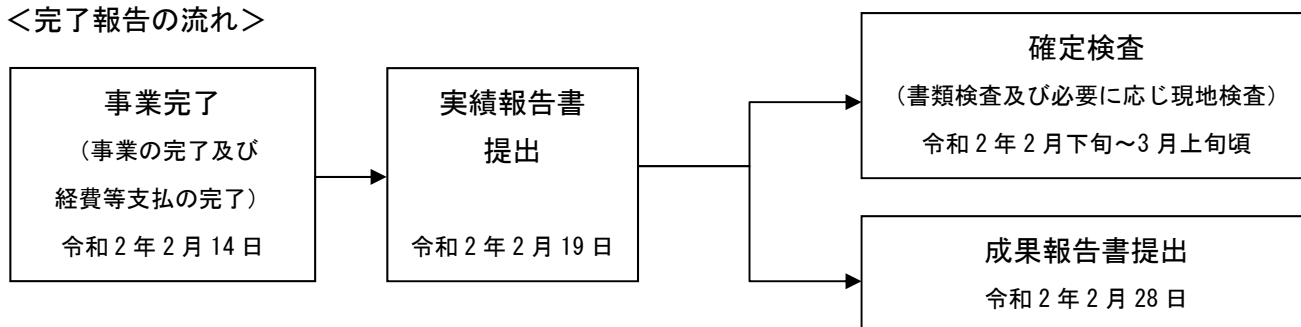 ＜完了報告の流れ＞
事業完了
（事業の完了及び
経費等支払の完了）
令和２年２月14日
実績報告書
提出
令和２年２月19日
確定検査
（書類検査及び必要に応じ現地検査）
令和２年２月下旬～3月上旬頃
成果報告書提出
令和２年２月28日